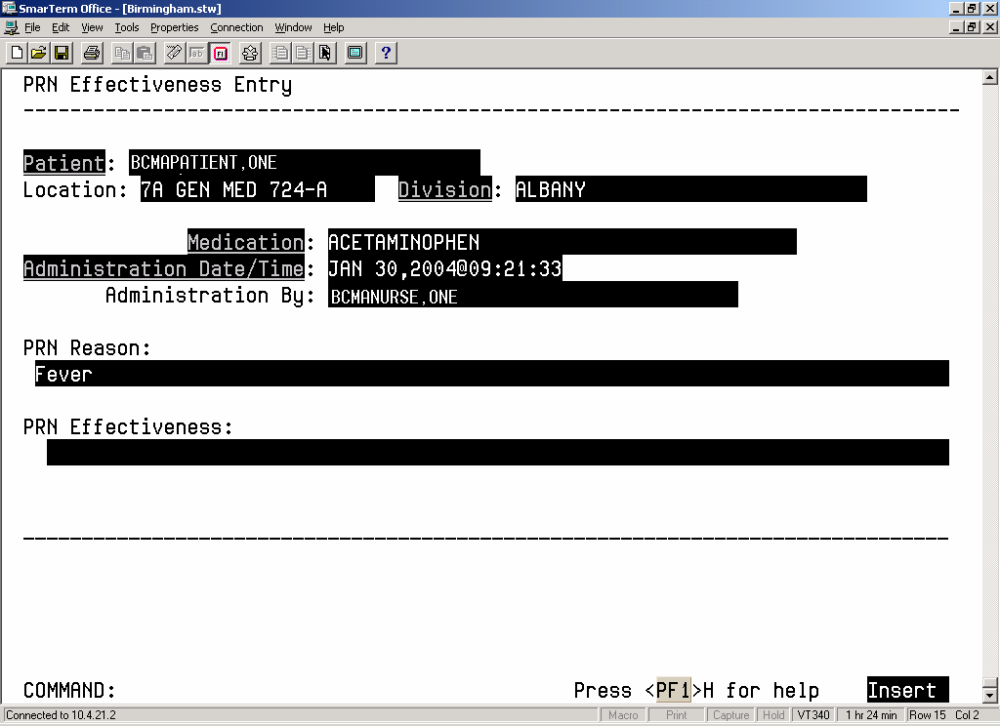 SmarTerm Office - [Birmingham.stw]
File Edit View Tools Properties Connection Window Help
PRN Effectiveness Entry
--------------------------------------------------------------------------------
Patient: BCMAPATIENT,ONE
Location: 7A GEN MED 724-A Division: ALBANY
Medication: ACETAMINOPHEN
Administration Date/Time: JAN 30,2004@09:21:33
Administration By: BCMANURSE,ONE
PRN Reason:
Fever
PRN Effectiveness:
_______________________________________________________________________________
COMMAND: Press <PF1>H for help Insert
Connected to 10.4.21.2 Macro Print Capture Hold VT340 1 hr 24 min Row 15 Col 2